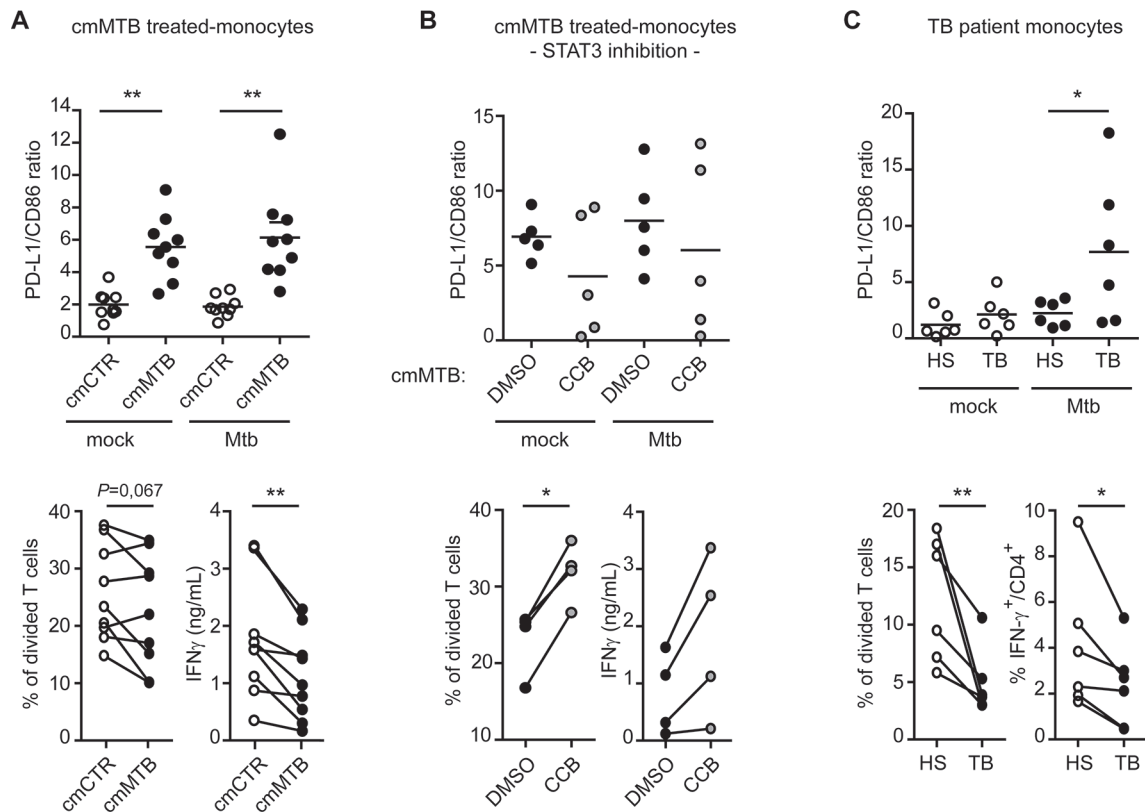 A
cmMTB treated-monocytes
**
**
PD-L1/CD86 ratio
14
12
10
8
6
4
2
0
cmCTR
cmMTB
cmCTR
cmMTB
mock
Mtb
P=0,067
% of divided T cells
40
30
20
10
0
cmCTR
cmMTB
**
IFNγ (ng/mL)
4
3
2
1
0
cmCTR
cmMTB
B
cmMTB treated-monocytes
- STAT3 inhibition -
PD-L1/CD86 ratio
15
10
5
0
cmMTB:
DMSO
CCB
DMSO
CCB
mock
Mtb
*
% of divided T cells
40
30
20
10
DMSO
CCB
IFNγ (ng/mL)
4
3
2
1
0
DMSO
CCB
C
TB patient monocytes
*
PD-L1/CD86 ratio
20
15
10
5
0
HS
TB
HS
TB
mock
Mtb
**
% of divided T cells
20
15
10
5
0
HS
TB
*
% IFN-γ+/CD4+
10
8
6
4
2
0
HS
TB